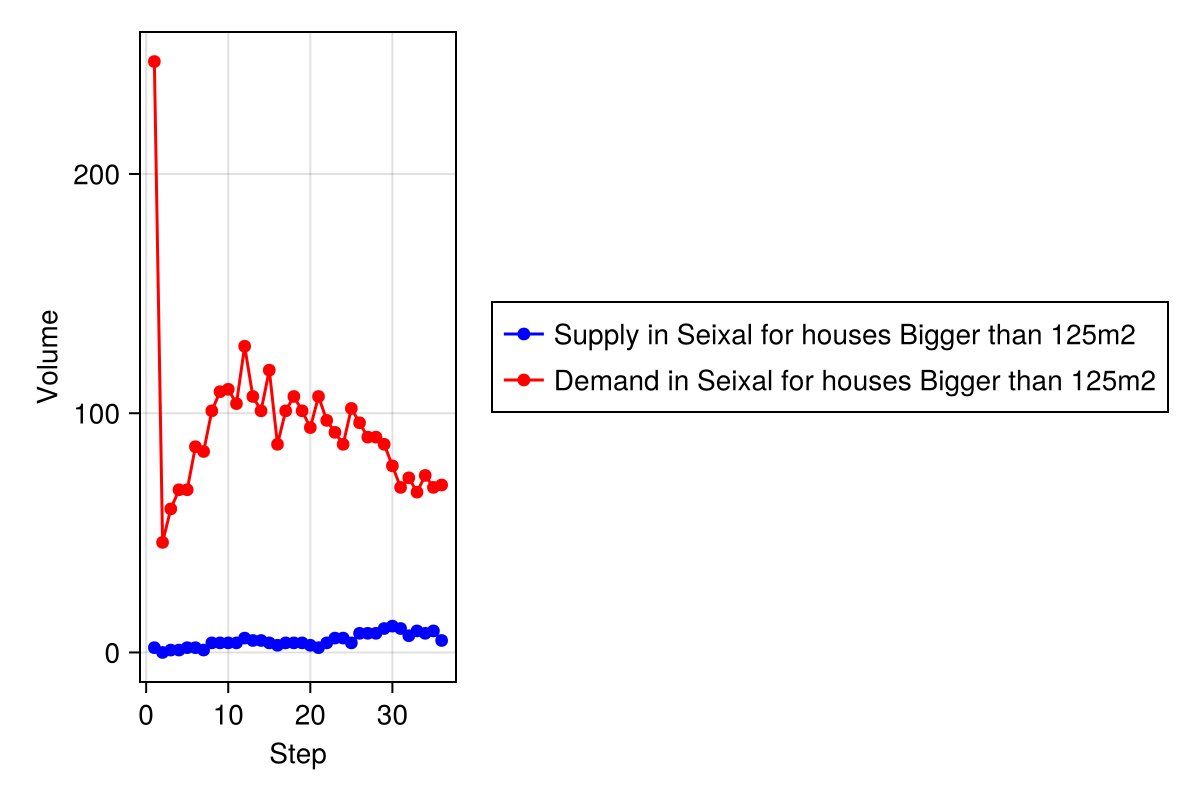 200
100
0
Volume
0 10 20 30
Step
Supply in Seixal for houses Bigger than 125m2
Demand in Seixal for houses Bigger than 125m2